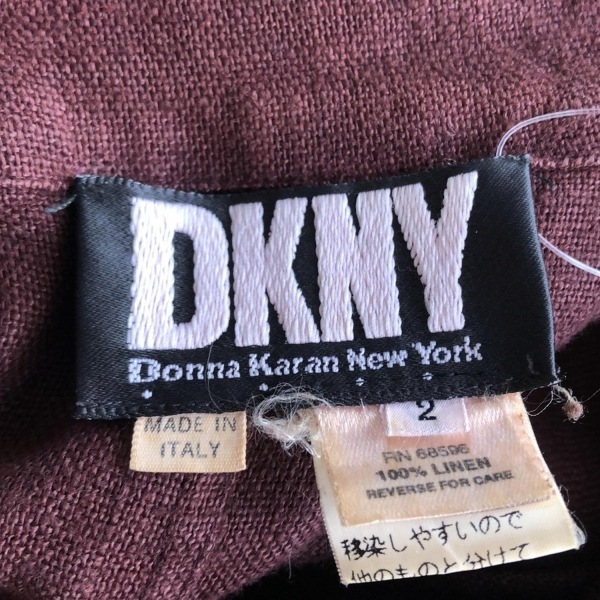 DKNY
Donna Karan New York
MADE IN
ITALY
2
RN 68596
100% LINEN
REVERSE FOR CARE
移染しやすいので
他のものと分けて